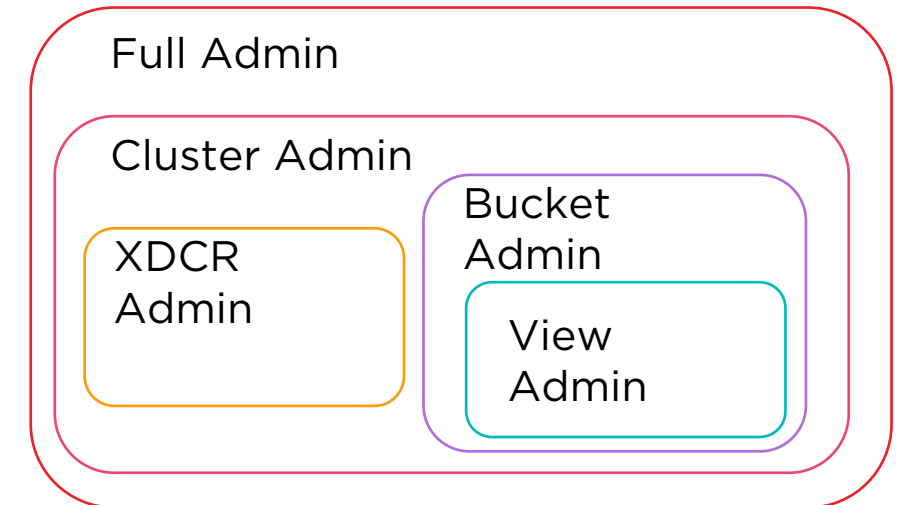 Full Admin
Cluster Admin
Bucket
Admin
XDCR
Admin
View
Admin